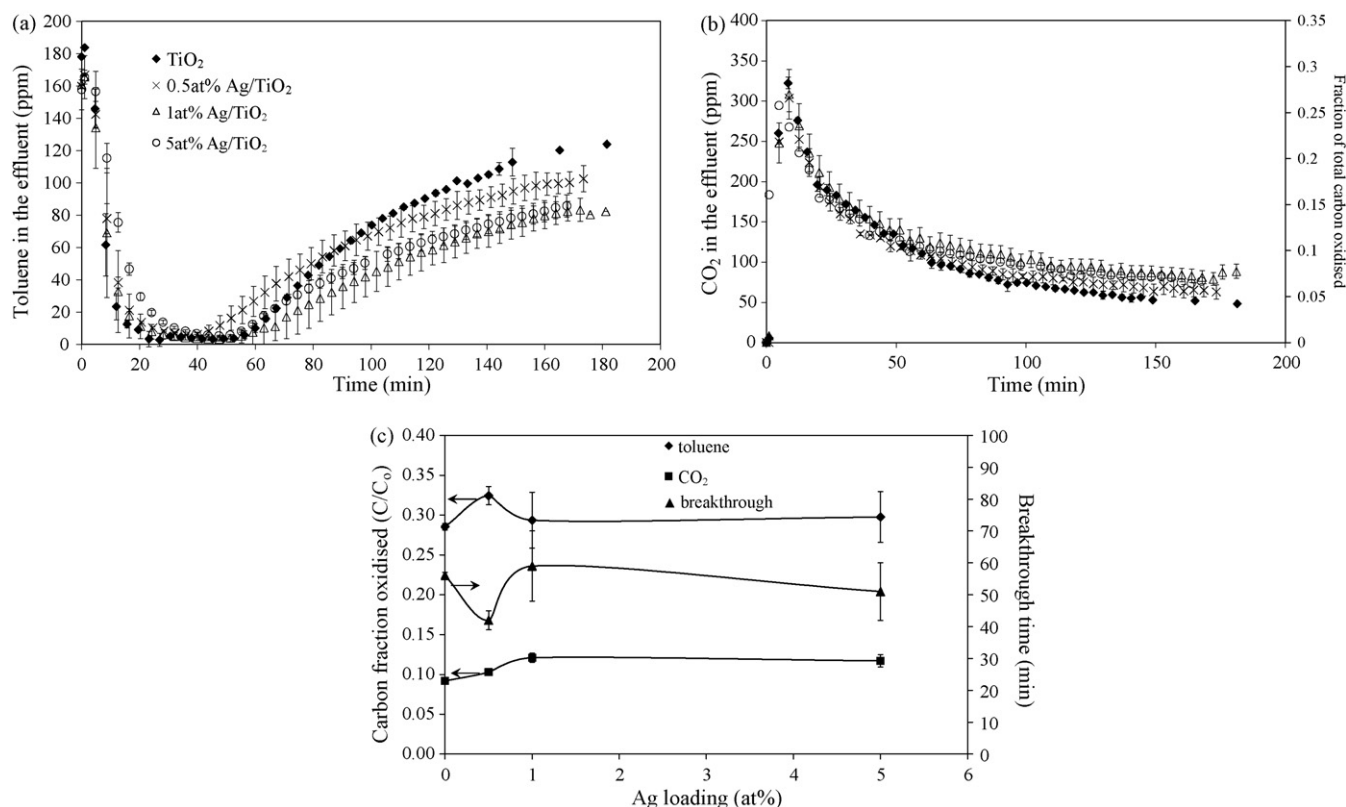 (a)
200
180
160
140
120
100
80
60
40
20
0
Toluene in the effluent (ppm)
TiO₂
0.5at% Ag/TiO₂
1at% Ag/TiO₂
5at% Ag/TiO₂
0 20 40 60 80 100 120 140 160 180 200
Time (min)
(b)
400
350
300
250
200
150
100
50
0
CO₂ in the effluent (ppm)
0.35
0.3
0.25
0.2
0.15
0.1
0.05
0
Fraction of total carbon oxidised
0 50 100 150 200
Time (min)
(c)
0.40
0.35
0.30
0.25
0.20
0.15
0.10
0.05
0.00
Carbon fraction oxidised (C/C₀)
toluene
CO₂
breakthrough
100
90
80
70
60
50
40
30
20
10
0
Breakthrough time (min)
0 1 2 3 4 5 6
Ag loading (at%)